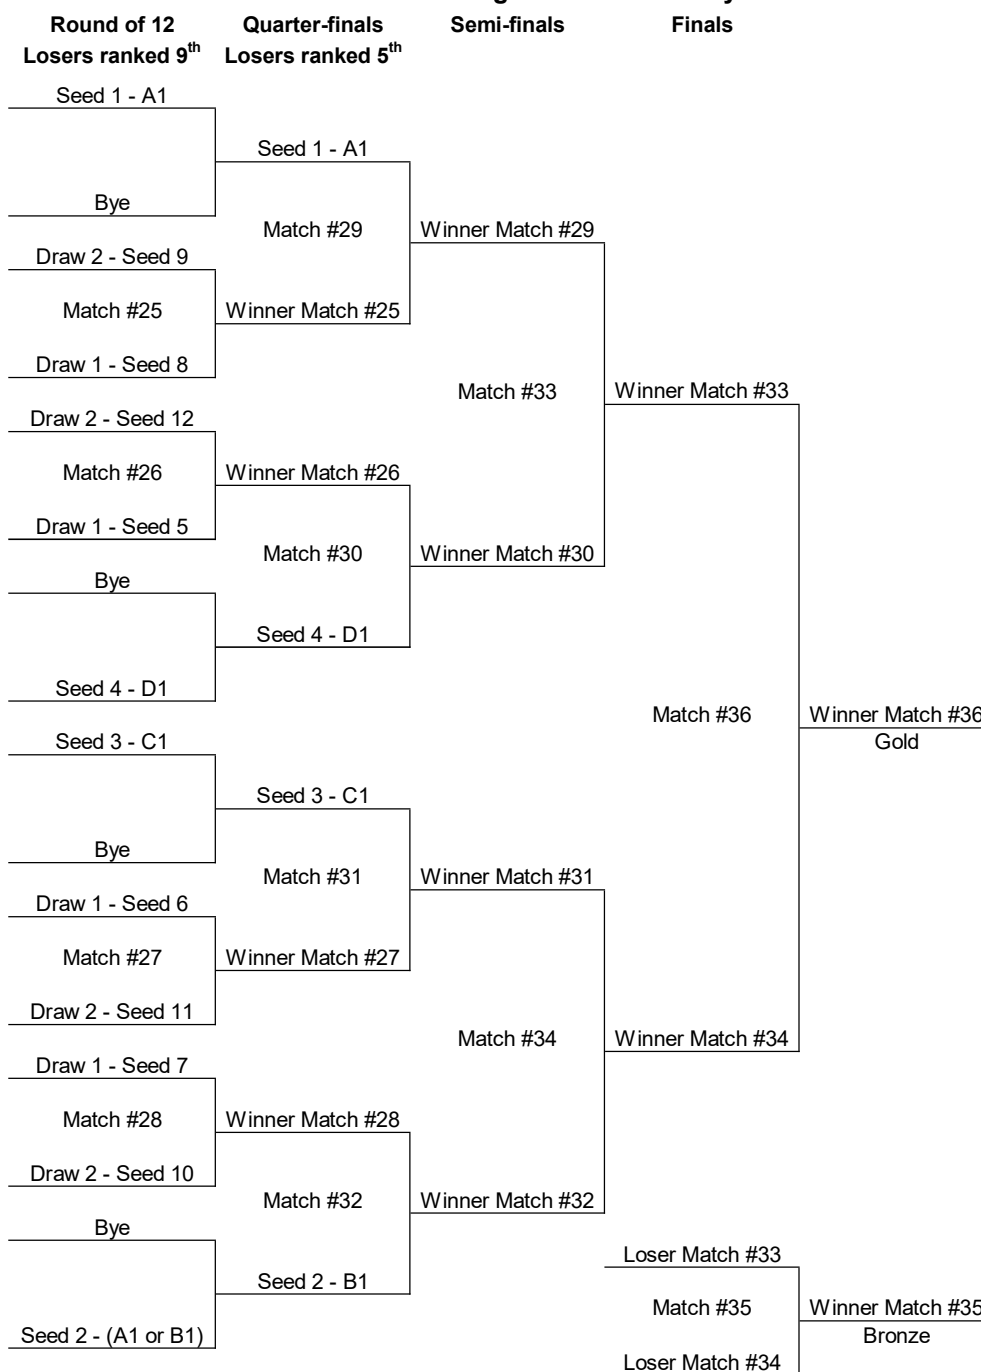 Round of 12
Losers ranked 9th
Quarter-finals
Losers ranked 5th
Semi-finals
Finals
Seed 1 - A1
Seed 1 - A1
Bye
Match #29
Winner Match #29
Draw 2 - Seed 9
Match #25
Winner Match #25
Draw 1 - Seed 8
Match #33
Winner Match #33
Draw 2 - Seed 12
Match #26
Winner Match #26
Draw 1 - Seed 5
Match #30
Winner Match #30
Bye
Seed 4 - D1
Seed 4 - D1
Match #36
Winner Match #36
Gold
Seed 3 - C1
Seed 3 - C1
Bye
Match #31
Winner Match #31
Draw 1 - Seed 6
Match #27
Winner Match #27
Draw 2 - Seed 11
Match #34
Winner Match #34
Draw 1 - Seed 7
Match #28
Winner Match #28
Draw 2 - Seed 10
Match #32
Winner Match #32
Bye
Loser Match #33
Seed 2 - B1
Match #35
Winner Match #35
Bronze
Seed 2 - (A1 or B1)
Loser Match #34